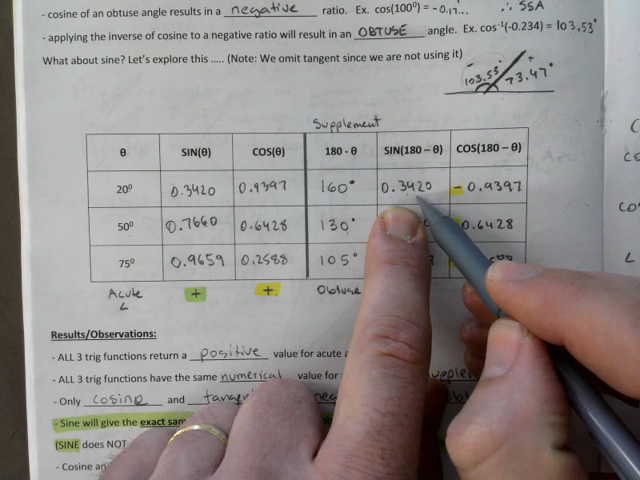 - cosine of an obtuse angle results in a negative ratio. Ex. cos(100°) = -0.17... ∴ SSA
- applying the inverse of cosine to a negative ratio will result in an OBTUSE angle. Ex. cos⁻¹(-0.234) = 103.53°
What about sine? Let's explore this ..... (Note: We omit tangent since we are not using it)
- +
103.53° 73.47°
Supplement
θ SIN(θ) COS(θ) 180 - θ SIN(180 – θ) COS(180 – θ)
20⁰ 0.3420 0.9397 160° 0.3420 - 0.9397
50⁰ 0.7660 0.6428 130° 0.6428
75⁰ 0.9659 0.2588 105°
Acute + + Obtuse
Results/Observations:
- ALL 3 trig functions return a positive value for acute
- ALL 3 trig functions have the same numerical value for
- Only cosine and
- Sine will give the exact
(SINE does NOT
- Cosine